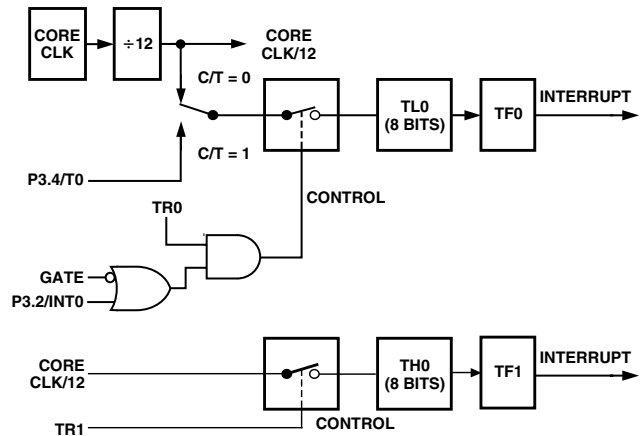 CORE
CLK
÷12
CORE
CLK/12
C/T = 0
C/T = 1
TL0
(8 BITS)
TF0
INTERRUPT
P3.4/T0
TR0
CONTROL
GATE
P3.2/INT0
CORE
CLK/12
TH0
(8 BITS)
TF1
INTERRUPT
TR1
CONTROL